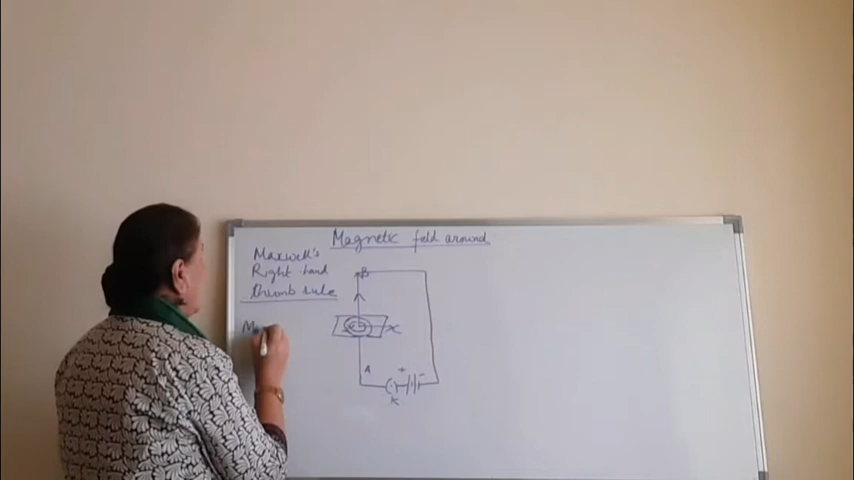 Magnetic field around
Maxwell's
Right hand
thumb rule
B
X
A
+ -
K